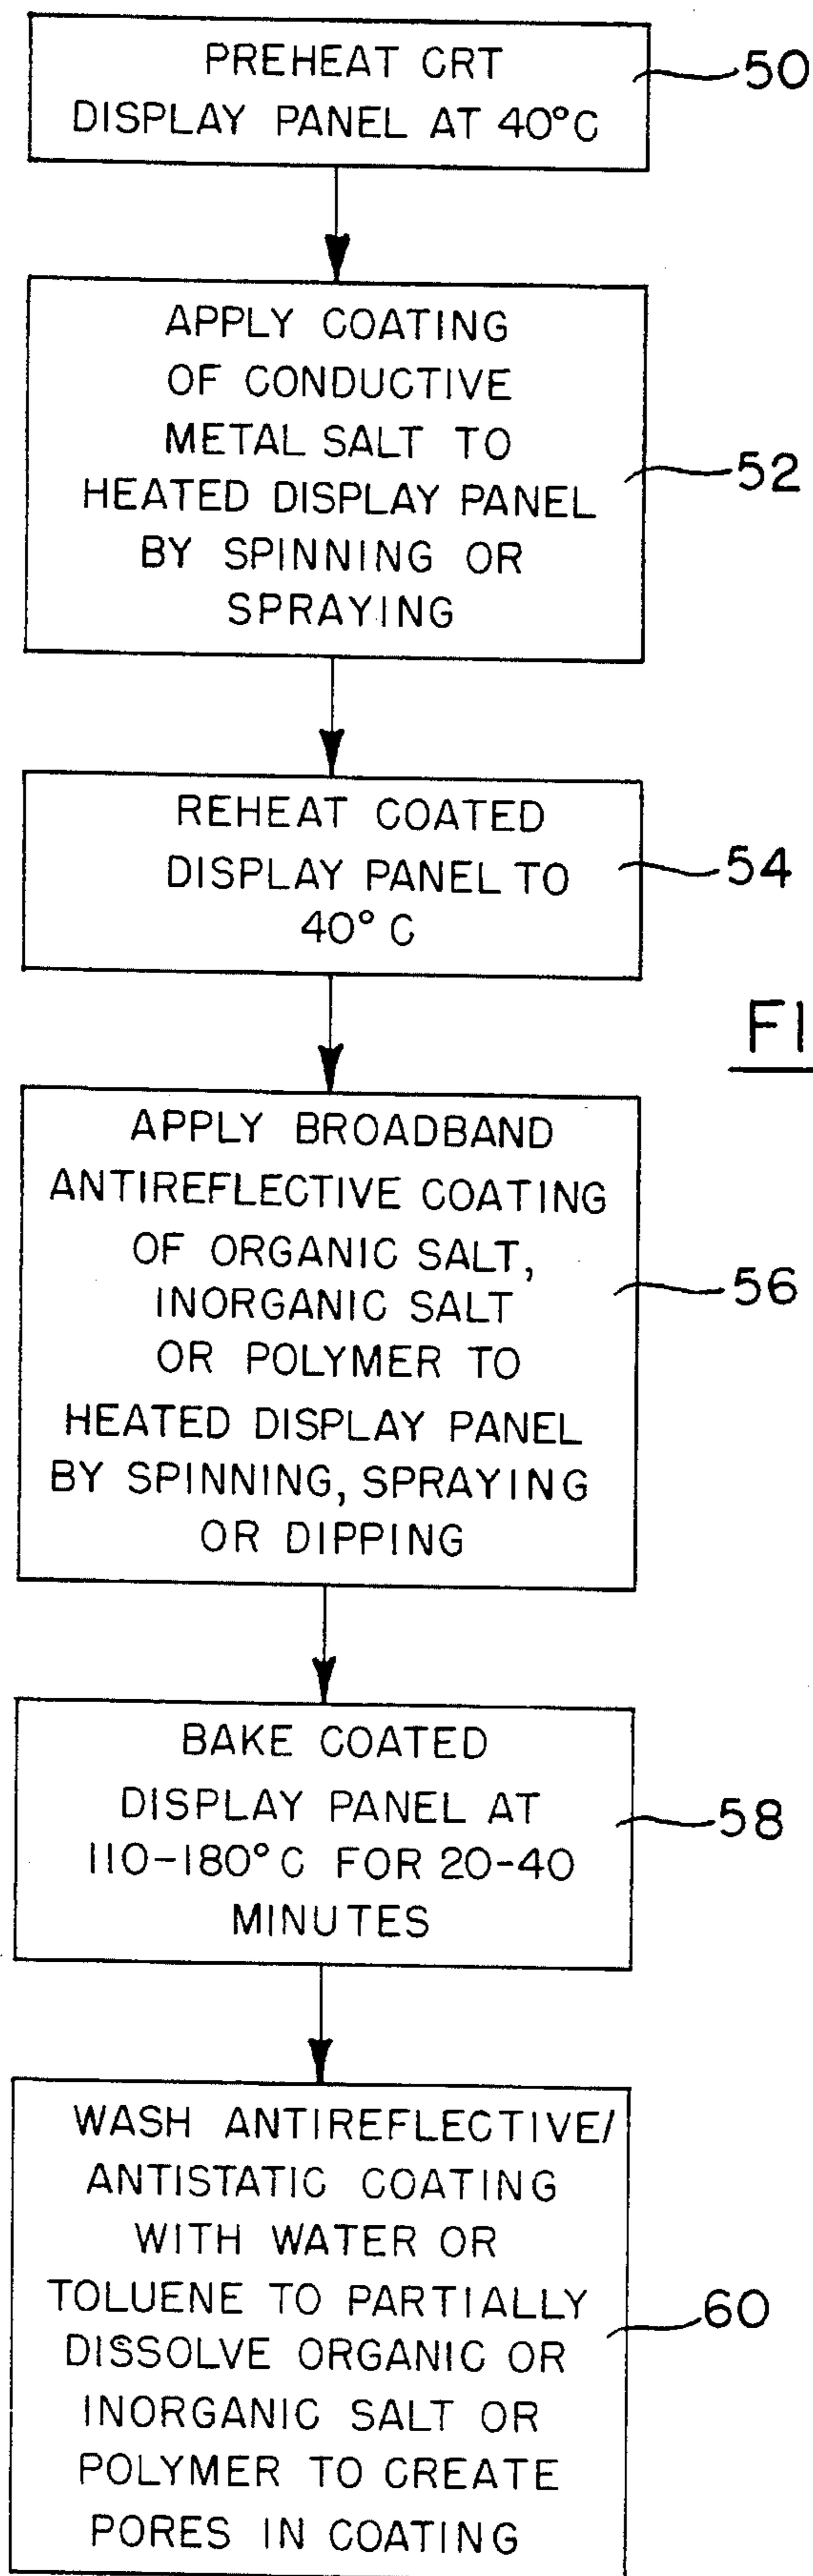 PREHEAT CRT
DISPLAY PANEL AT 40°C
50
APPLY COATING
OF CONDUCTIVE
METAL SALT TO
HEATED DISPLAY PANEL
BY SPINNING OR
SPRAYING
52
REHEAT COATED
DISPLAY PANEL TO
40° C
54
FI
APPLY BROADBAND
ANTIREFLECTIVE COATING
OF ORGANIC SALT,
INORGANIC SALT
OR POLYMER TO
HEATED DISPLAY PANEL
BY SPINNING, SPRAYING
OR DIPPING
56
BAKE COATED
DISPLAY PANEL AT
110-180°C FOR 20-40
MINUTES
58
WASH ANTIREFLECTIVE/
ANTISTATIC COATING
WITH WATER OR
TOLUENE TO PARTIALLY
DISSOLVE ORGANIC OR
INORGANIC SALT OR
POLYMER TO CREATE
PORES IN COATING
60